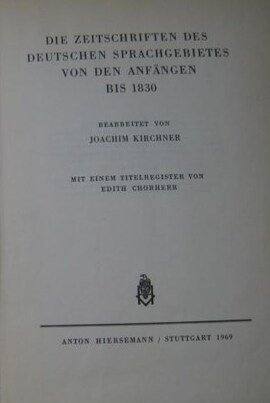 DIE ZEITSCHRIFTEN DES
DEUTSCHEN SPRACHGEBIETES
VON DEN ANFÄNGEN
BIS 1830
BEARBEITET VON
JOACHIM KIRCHNER
MIT EINEM TITELREGISTER VON
EDITH CHORHERR
ANTON HIERSEMANN / STUTTGART 1969